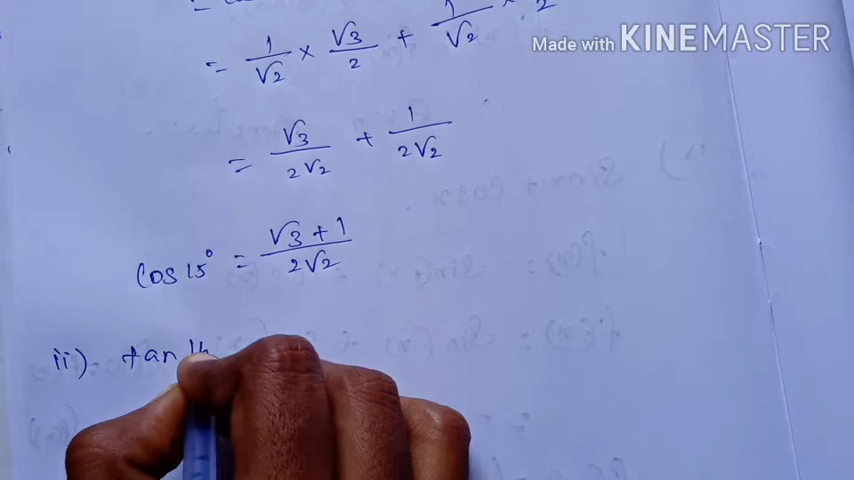 Made with KINEMASTER
= 1/√2 × √3/2 + 1/√2 × /2
= √3/2√2 + 1/2√2
cos 15° = √3 + 1/2√2
ii) tan